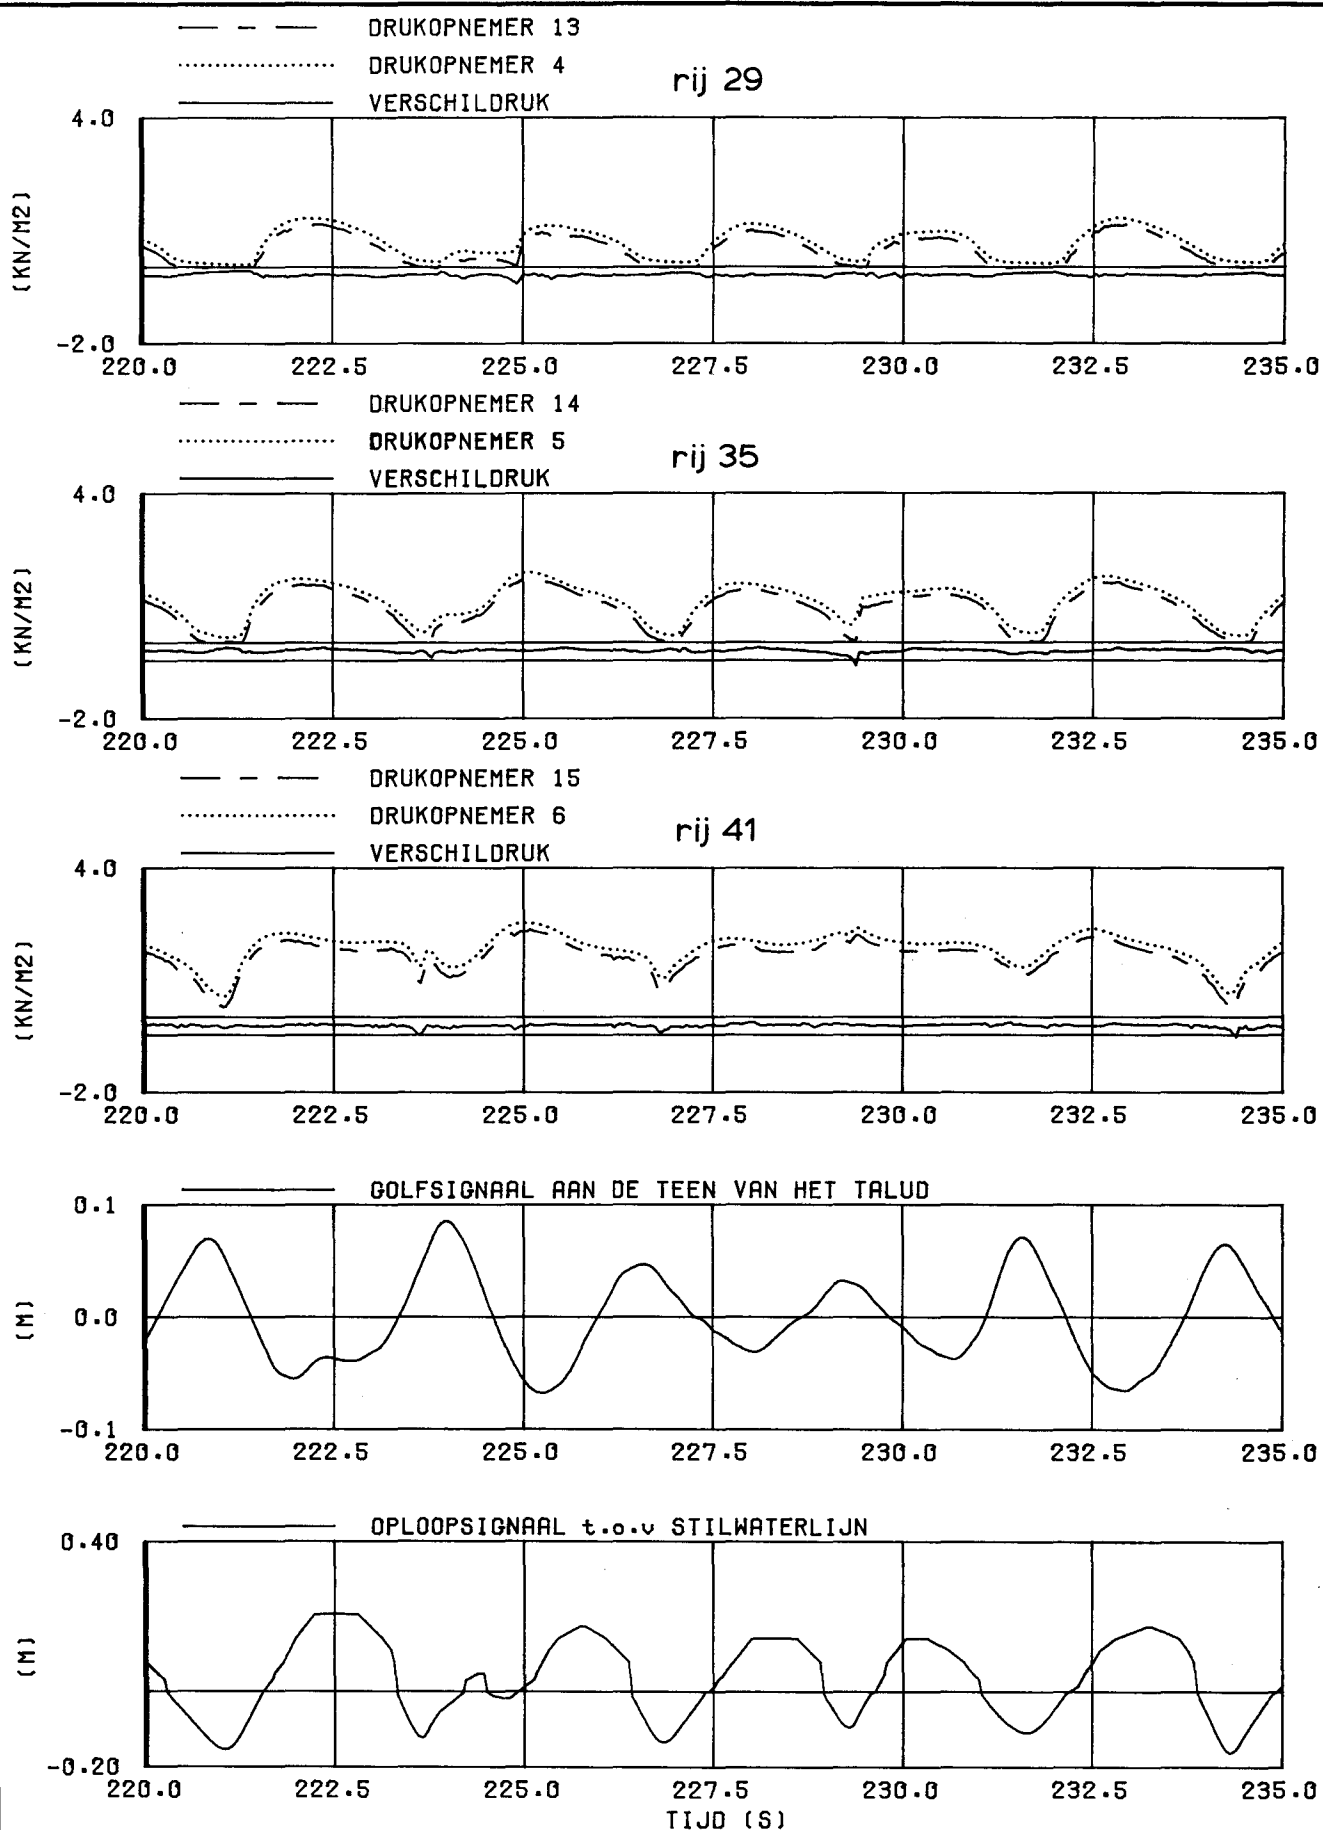 DRUKOPNEMER 13
DRUKOPNEMER 4
VERSCHILDRUK
rij 29
4.0
(KN/M2)
-2.0
220.0 222.5 225.0 227.5 230.0 232.5 235.0
DRUKOPNEMER 14
DRUKOPNEMER 5
VERSCHILDRUK
rij 35
4.0
(KN/M2)
-2.0
220.0 222.5 225.0 227.5 230.0 232.5 235.0
DRUKOPNEMER 15
DRUKOPNEMER 6
VERSCHILDRUK
rij 41
4.0
(KN/M2)
-2.0
220.0 222.5 225.0 227.5 230.0 232.5 235.0
GOLFSIGNAAL AAN DE TEEN VAN HET TALUD
0.1
(M)
0.0
-0.1
220.0 222.5 225.0 227.5 230.0 232.5 235.0
OPLOOPSIGNAAL t.o.v STILWATERLIJN
0.40
(M)
-0.20
220.0 222.5 225.0 227.5 230.0 232.5 235.0
TIJD (S)